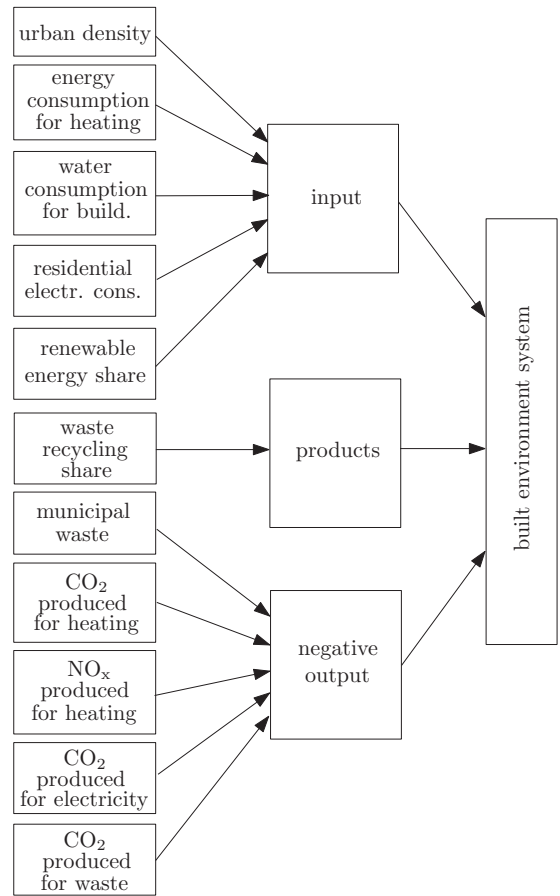 urban density
energy
consumption
for heating
water
consumption
for build.
residential
electr. cons.
renewable
energy share
waste
recycling
share
municipal
waste
CO₂
produced
for heating
NOₓ
produced
for heating
CO₂
produced
for electricity
CO₂
produced
for waste
input
products
negative
output
built environment system